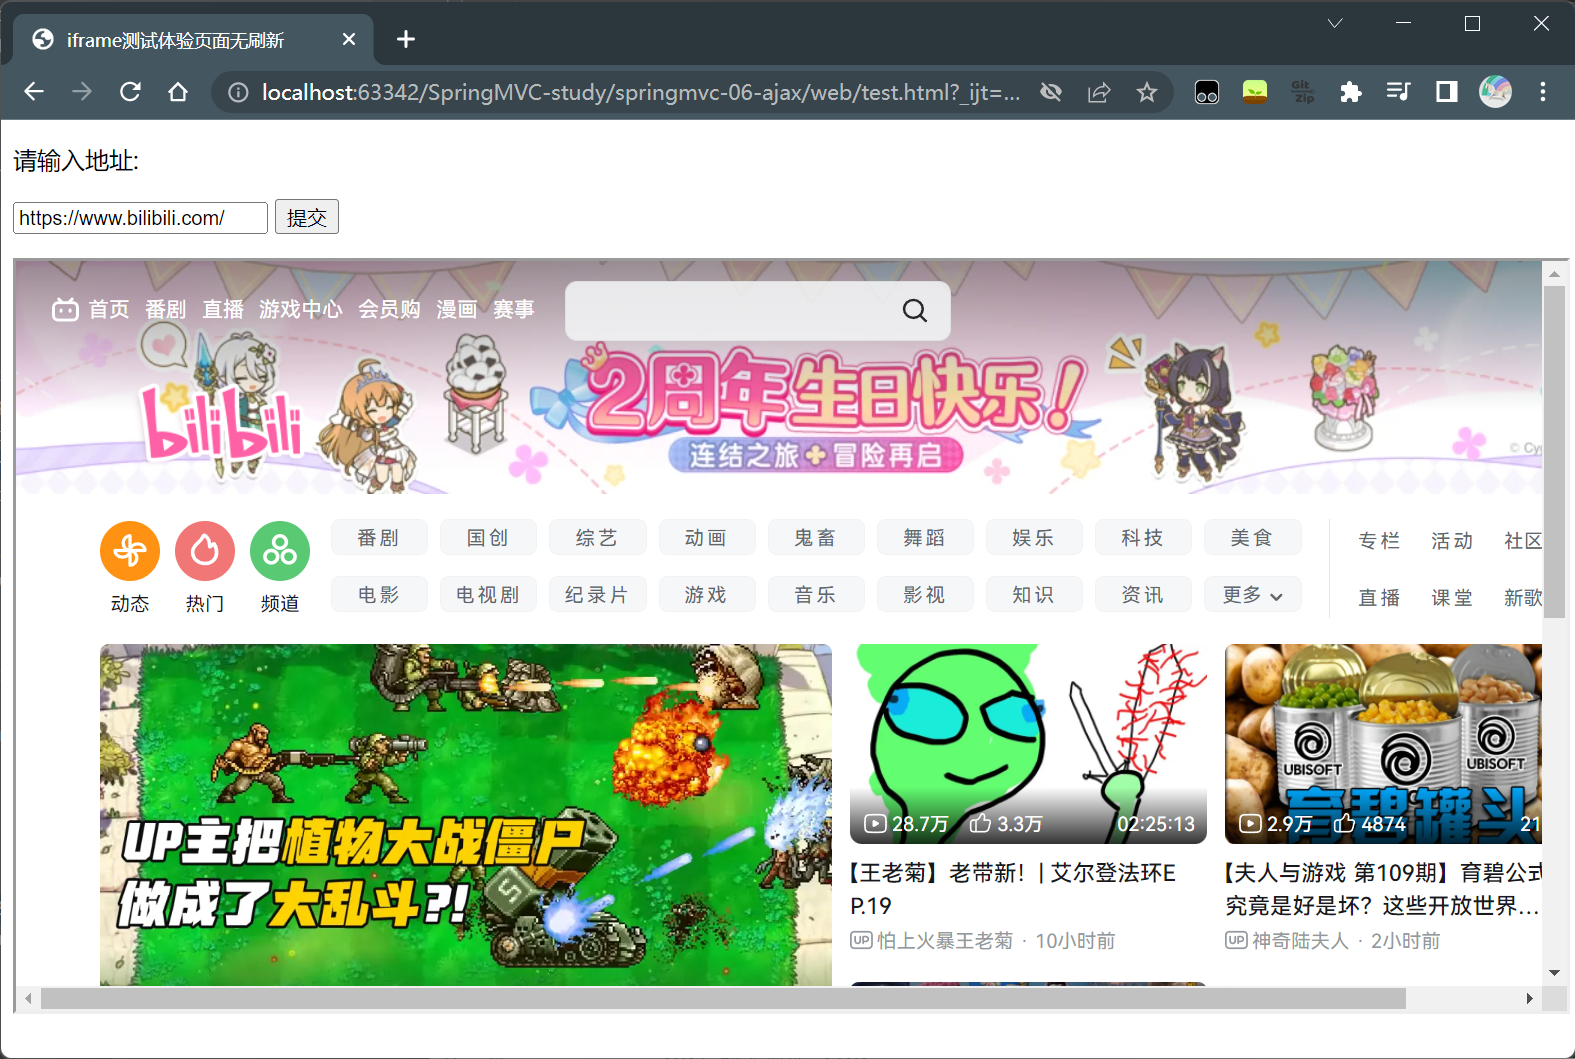 iframe测试体验页面无刷新
localhost:63342/SpringMVC-study/springmvc-06-ajax/web/test.html?_ijt=...
Git Zip
请输入地址:
https://www.bilibili.com/ 提交
首页 番剧 直播 游戏中心 会员购 漫画 赛事
bilibili
2周年生日快乐！
连结之旅 冒险再启
© Cy
番剧 国创 综艺 动画 鬼畜 舞蹈 娱乐 科技 美食 专栏 活动 社区
动态 热门 频道
电影 电视剧 纪录片 游戏 音乐 影视 知识 资讯 更多 直播 课堂 新歌
UP主把植物大战僵尸
做成了大乱斗?!
28.7万 3.3万 02:25:13
【王老菊】老带新！| 艾尔登法环E
P.19
UP 怕上火暴王老菊 · 10小时前
UBISOFT
UBISOFT
育碧罐头
2.9万 4874 21
【夫人与游戏 第109期】育碧公式
究竟是好是坏？这些开放世界...
UP 神奇陆夫人 · 2小时前